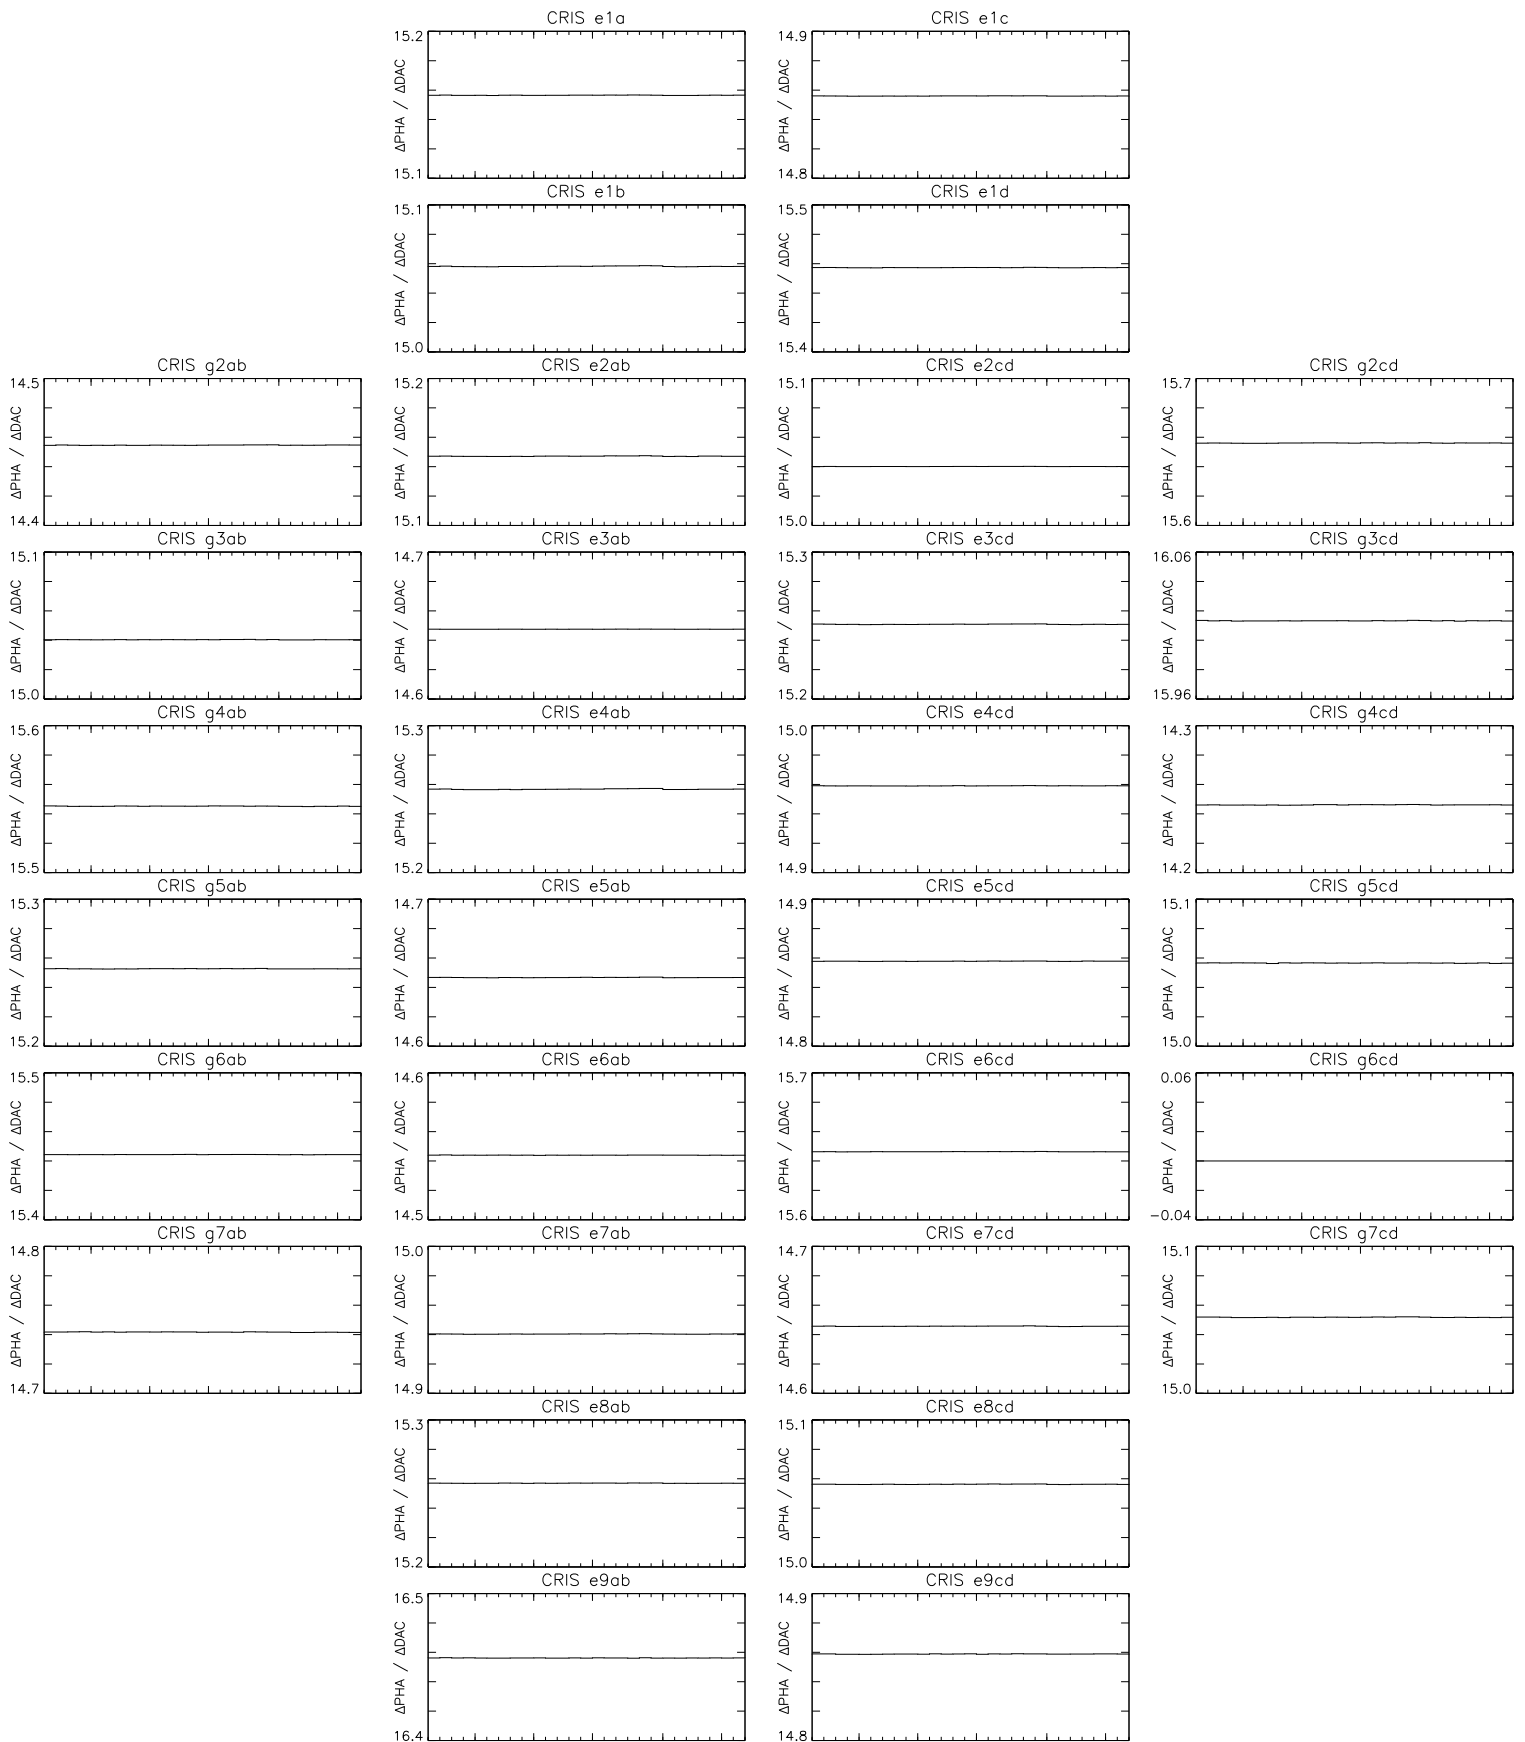 CRIS e1a CRIS e1c
15.2 14.9
ΔPHA / ΔDAC ΔPHA / ΔDAC
15.1 14.8
CRIS e1b CRIS e1d
15.1 15.5
ΔPHA / ΔDAC ΔPHA / ΔDAC
15.0 15.4
CRIS g2ab CRIS e2ab CRIS e2cd CRIS g2cd
14.5 15.2 15.1 15.7
ΔPHA / ΔDAC ΔPHA / ΔDAC ΔPHA / ΔDAC ΔPHA / ΔDAC
14.4 15.1 15.0 15.6
CRIS g3ab CRIS e3ab CRIS e3cd CRIS g3cd
15.1 14.7 15.3 16.06
ΔPHA / ΔDAC ΔPHA / ΔDAC ΔPHA / ΔDAC ΔPHA / ΔDAC
15.0 14.6 15.2 15.96
CRIS g4ab CRIS e4ab CRIS e4cd CRIS g4cd
15.6 15.3 15.0 14.3
ΔPHA / ΔDAC ΔPHA / ΔDAC ΔPHA / ΔDAC ΔPHA / ΔDAC
15.5 15.2 14.9 14.2
CRIS g5ab CRIS e5ab CRIS e5cd CRIS g5cd
15.3 14.7 14.9 15.1
ΔPHA / ΔDAC ΔPHA / ΔDAC ΔPHA / ΔDAC ΔPHA / ΔDAC
15.2 14.6 14.8 15.0
CRIS g6ab CRIS e6ab CRIS e6cd CRIS g6cd
15.5 14.6 15.7 0.06
ΔPHA / ΔDAC ΔPHA / ΔDAC ΔPHA / ΔDAC ΔPHA / ΔDAC
15.4 14.5 15.6 −0.04
CRIS g7ab CRIS e7ab CRIS e7cd CRIS g7cd
14.8 15.0 14.7 15.1
ΔPHA / ΔDAC ΔPHA / ΔDAC ΔPHA / ΔDAC ΔPHA / ΔDAC
14.7 14.9 14.6 15.0
CRIS e8ab CRIS e8cd
15.3 15.1
ΔPHA / ΔDAC ΔPHA / ΔDAC
15.2 15.0
CRIS e9ab CRIS e9cd
16.5 14.9
ΔPHA / ΔDAC ΔPHA / ΔDAC
16.4 14.8